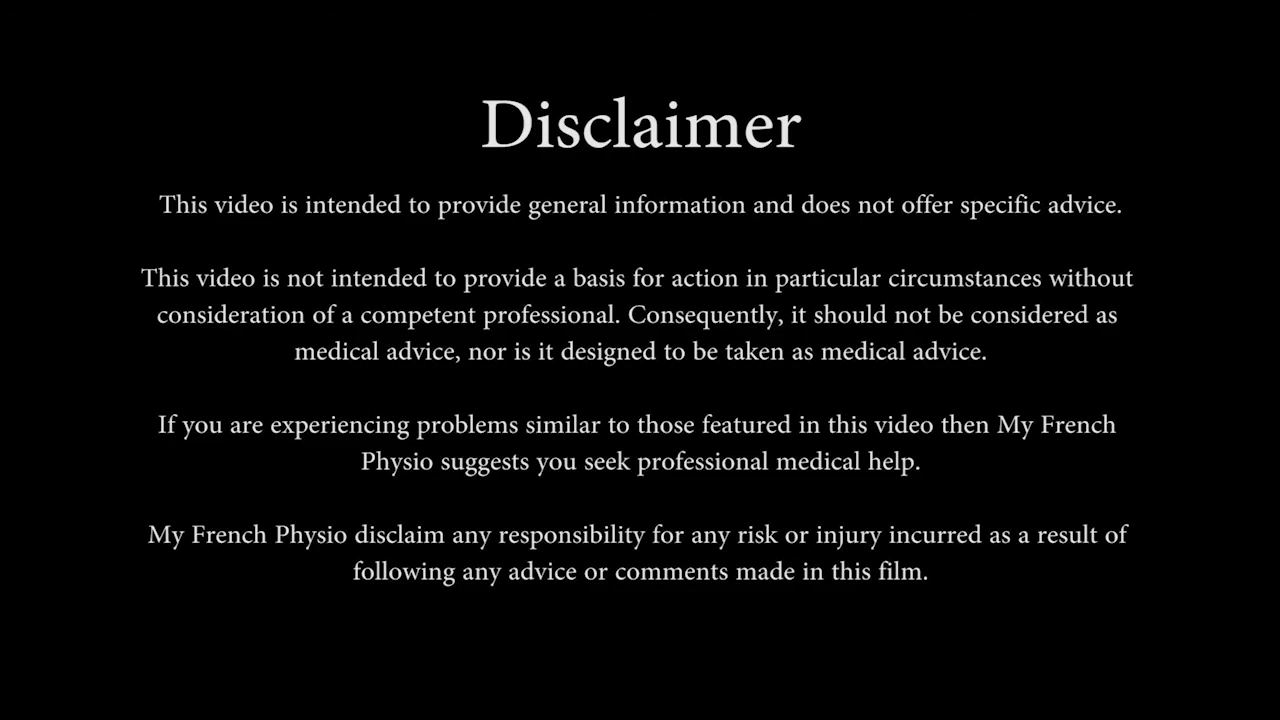 Disclaimer
This video is intended to provide general information and does not offer specific advice.
This video is not intended to provide a basis for action in particular circumstances without
consideration of a competent professional. Consequently, it should not be considered as
medical advice, nor is it designed to be taken as medical advice.
If you are experiencing problems similar to those featured in this video then My French
Physio suggests you seek professional medical help.
My French Physio disclaim any responsibility for any risk or injury incurred as a result of
following any advice or comments made in this film.